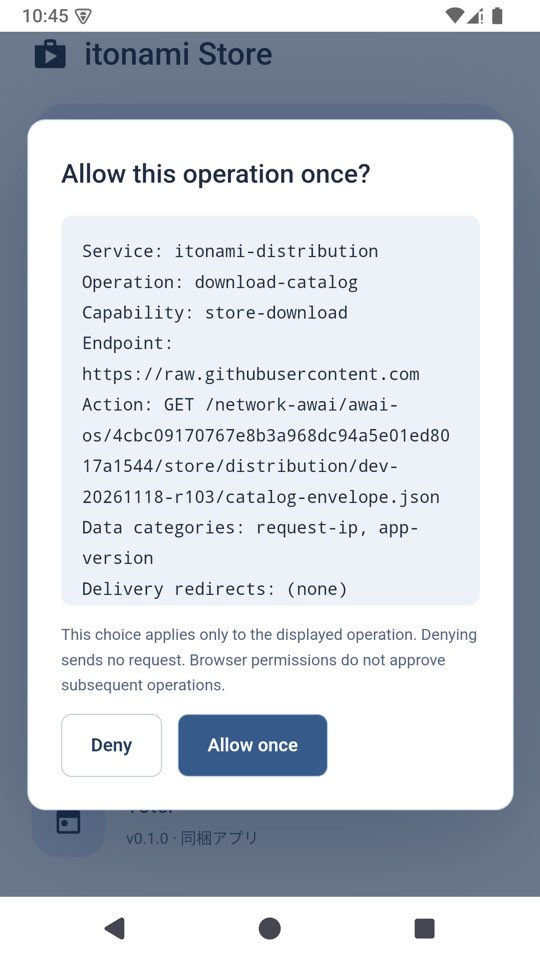 10:45
itonami Store
Allow this operation once?
Service: itonami-distribution
Operation: download-catalog
Capability: store-download
Endpoint:
https://raw.githubusercontent.com
Action: GET /network-awai/awai-
os/4cbc09170767e8b3a968dc94a5e01ed80
17a1544/store/distribution/dev-
20261118-r103/catalog-envelope.json
Data categories: request-ip, app-
version
Delivery redirects: (none)
This choice applies only to the displayed operation. Denying
sends no request. Browser permissions do not approve
subsequent operations.
Deny
Allow once
v0.1.0 · 同梱アプリ